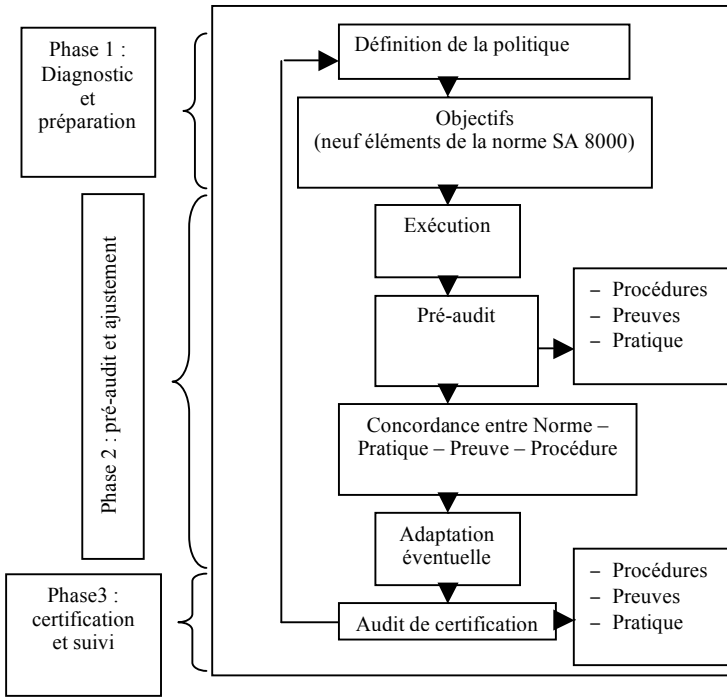 Phase 1 :
Diagnostic
et
préparation
Définition de la politique
Objectifs
(neuf éléments de la norme SA 8000)
Phase 2 : pré-audit et ajustement
Exécution
Pré-audit
– Procédures
– Preuves
– Pratique
Concordance entre Norme –
Pratique – Preuve – Procédure
Adaptation
éventuelle
Phase3 :
certification
et suivi
Audit de certification
– Procédures
– Preuves
– Pratique